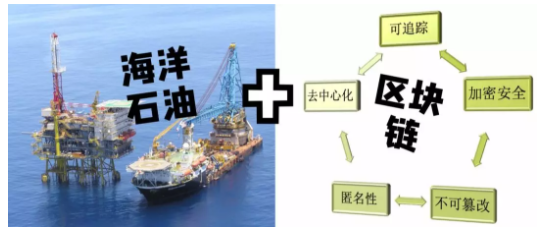 海洋
石油
可追踪
去中心化
区块
链
加密安全
匿名性
不可篡改